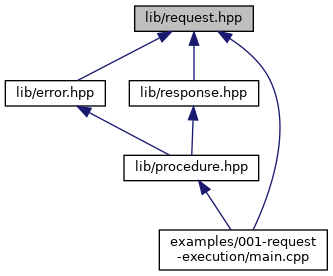 lib/request.hpp
lib/error.hpp
lib/response.hpp
lib/procedure.hpp
examples/001-request
-execution/main.cpp